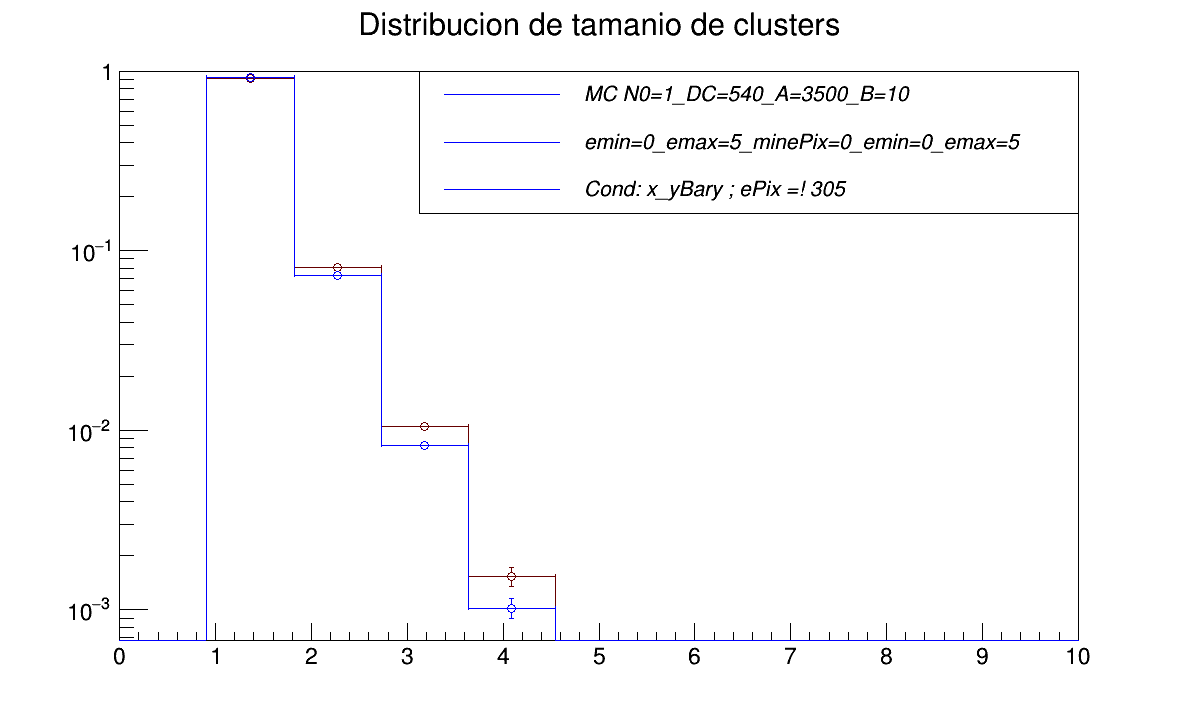 Distribucion de tamanio de clusters
1
MC N0=1_DC=540_A=3500_B=10
emin=0_emax=5_minePix=0_emin=0_emax=5
Cond: x_yBary ; ePix =! 305
10⁻¹
10⁻²
10⁻³
0 1 2 3 4 5 6 7 8 9 10